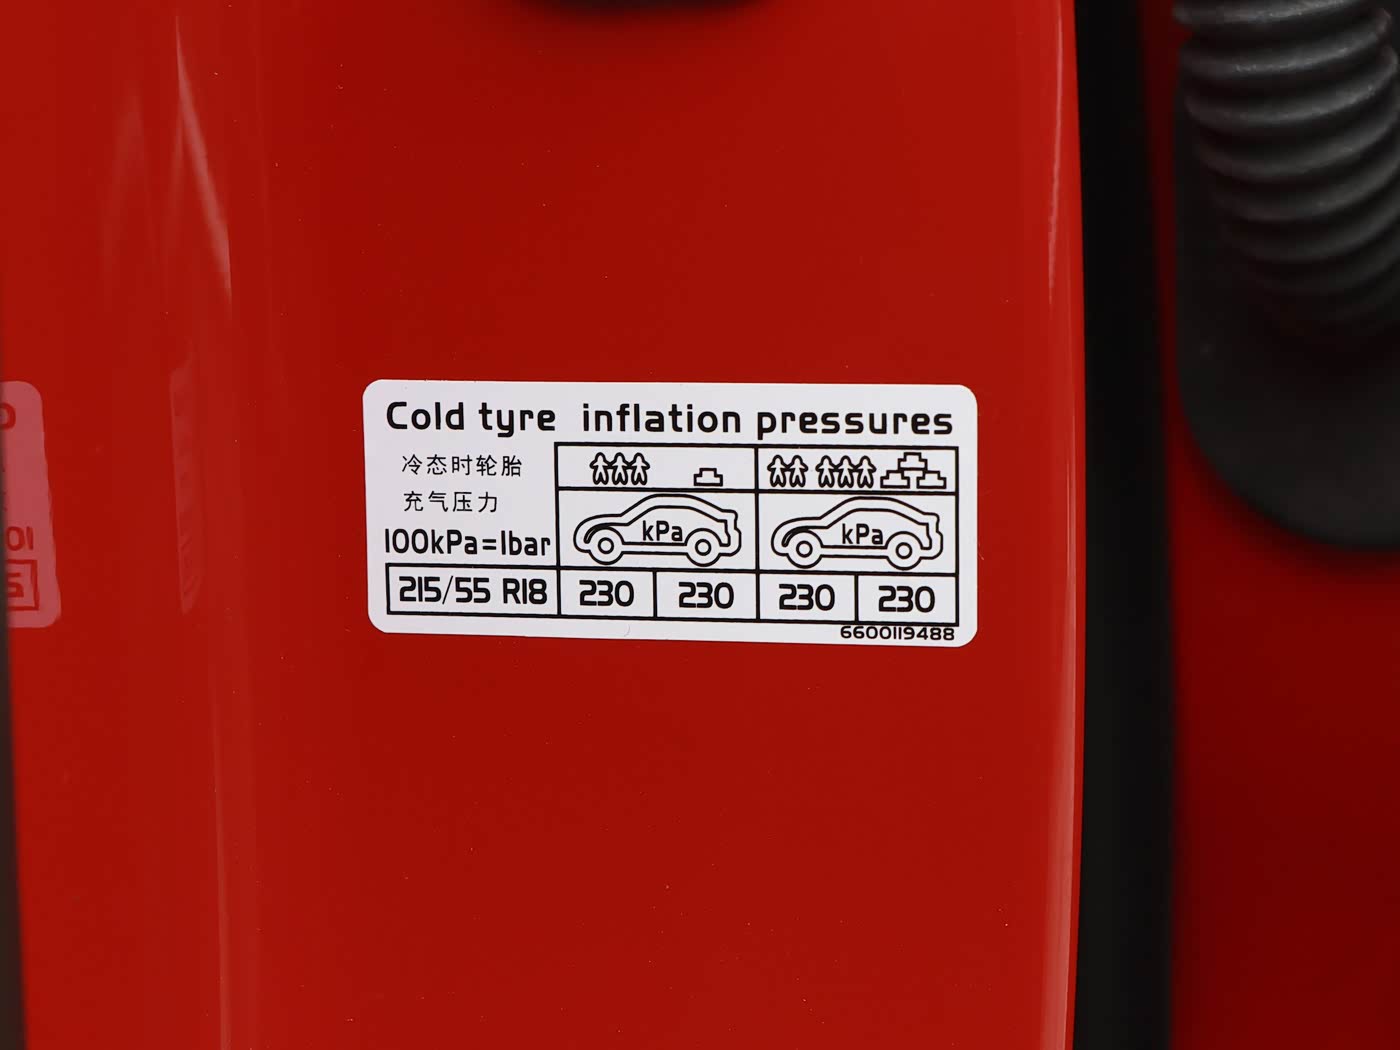 Cold tyre inflation pressures
冷态时轮胎
充气压力
100kPa=1bar
kPa kPa
215/55 R18 230 230 230 230
6600119488